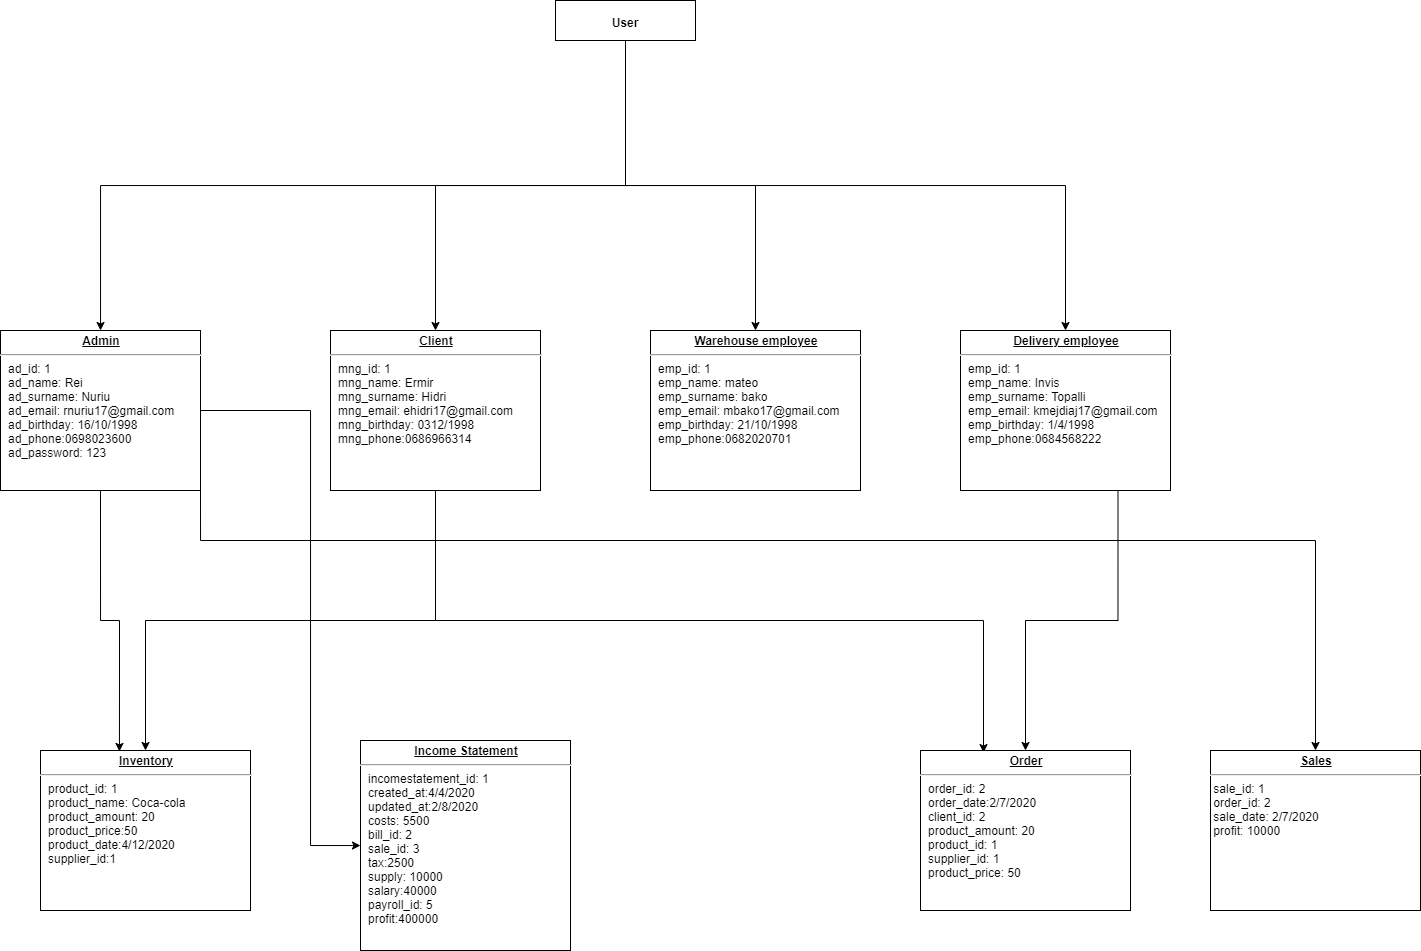 User
Admin
ad_id: 1
ad_name: Rei
ad_surname: Nuriu
ad_email: rnuriu17@gmail.com
ad_birthday: 16/10/1998
ad_phone:0698023600
ad_password: 123
Client
mng_id: 1
mng_name: Ermir
mng_surname: Hidri
mng_email: ehidri17@gmail.com
mng_birthday: 0312/1998
mng_phone:0686966314
Warehouse employee
emp_id: 1
emp_name: mateo
emp_surname: bako
emp_email: mbako17@gmail.com
emp_birthday: 21/10/1998
emp_phone:0682020701
Delivery employee
emp_id: 1
emp_name: Invis
emp_surname: Topalli
emp_email: kmejdiaj17@gmail.com
emp_birthday: 1/4/1998
emp_phone:0684568222
Inventory
product_id: 1
product_name: Coca-cola
product_amount: 20
product_price:50
product_date:4/12/2020
supplier_id:1
Income Statement
incomestatement_id: 1
created_at:4/4/2020
updated_at:2/8/2020
costs: 5500
bill_id: 2
sale_id: 3
tax:2500
supply: 10000
salary:40000
payroll_id: 5
profit:400000
Order
order_id: 2
order_date:2/7/2020
client_id: 2
product_amount: 20
product_id: 1
supplier_id: 1
product_price: 50
Sales
sale_id: 1
order_id: 2
sale_date: 2/7/2020
profit: 10000